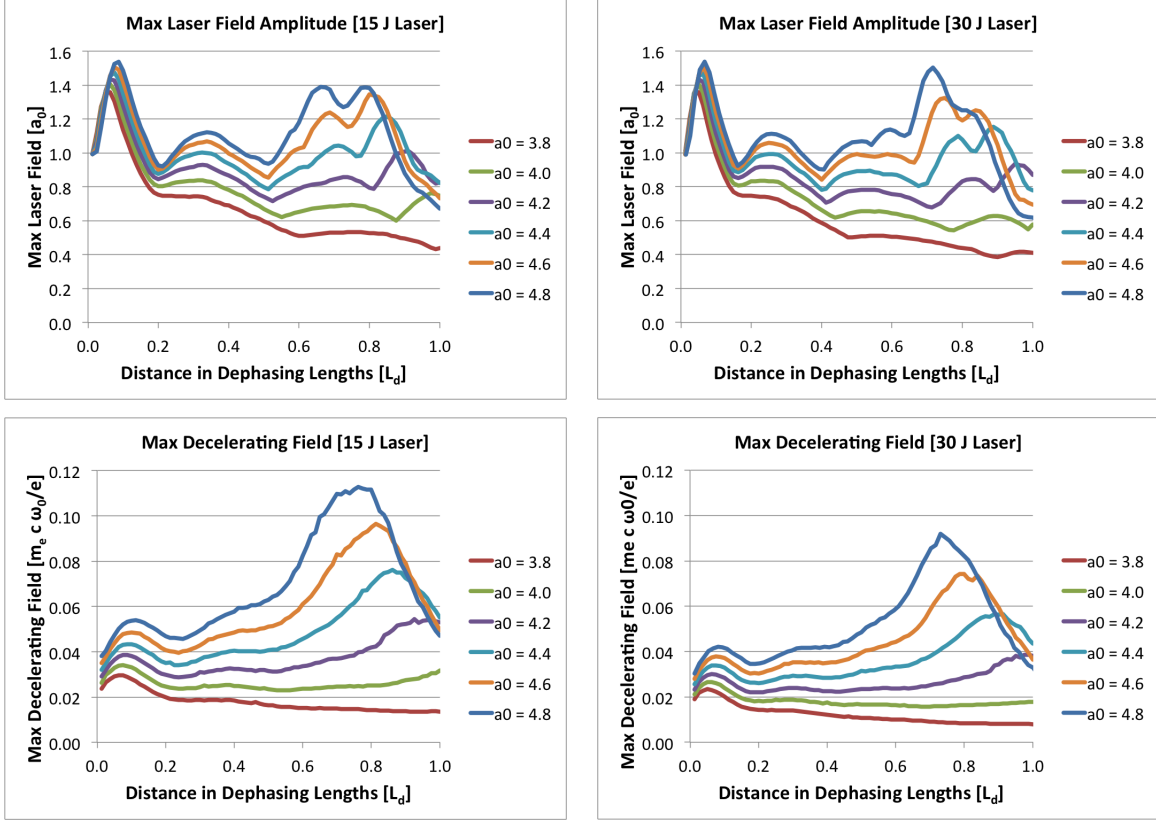 Max Laser Field Amplitude [15 J Laser]
Max Laser Field [a0]
1.6
1.4
1.2
1.0
0.8
0.6
0.4
0.2
0.0
0.0 0.2 0.4 0.6 0.8 1.0
Distance in Dephasing Lengths [Ld]
a0 = 3.8
a0 = 4.0
a0 = 4.2
a0 = 4.4
a0 = 4.6
a0 = 4.8
Max Laser Field Amplitude [30 J Laser]
Max Laser Field [a0]
1.6
1.4
1.2
1.0
0.8
0.6
0.4
0.2
0.0
0.0 0.2 0.4 0.6 0.8 1.0
Distance in Dephasing Lengths [Ld]
a0 = 3.8
a0 = 4.0
a0 = 4.2
a0 = 4.4
a0 = 4.6
a0 = 4.8
Max Decelerating Field [15 J Laser]
Max Decelerating Field [me c ω0/e]
0.12
0.10
0.08
0.06
0.04
0.02
0.00
0.0 0.2 0.4 0.6 0.8 1.0
Distance in Dephasing Lengths [Ld]
a0 = 3.8
a0 = 4.0
a0 = 4.2
a0 = 4.4
a0 = 4.6
a0 = 4.8
Max Decelerating Field [30 J Laser]
Max Decelerating Field [me c ω0/e]
0.12
0.10
0.08
0.06
0.04
0.02
0.00
0.0 0.2 0.4 0.6 0.8 1.0
Distance in Dephasing Lengths [Ld]
a0 = 3.8
a0 = 4.0
a0 = 4.2
a0 = 4.4
a0 = 4.6
a0 = 4.8